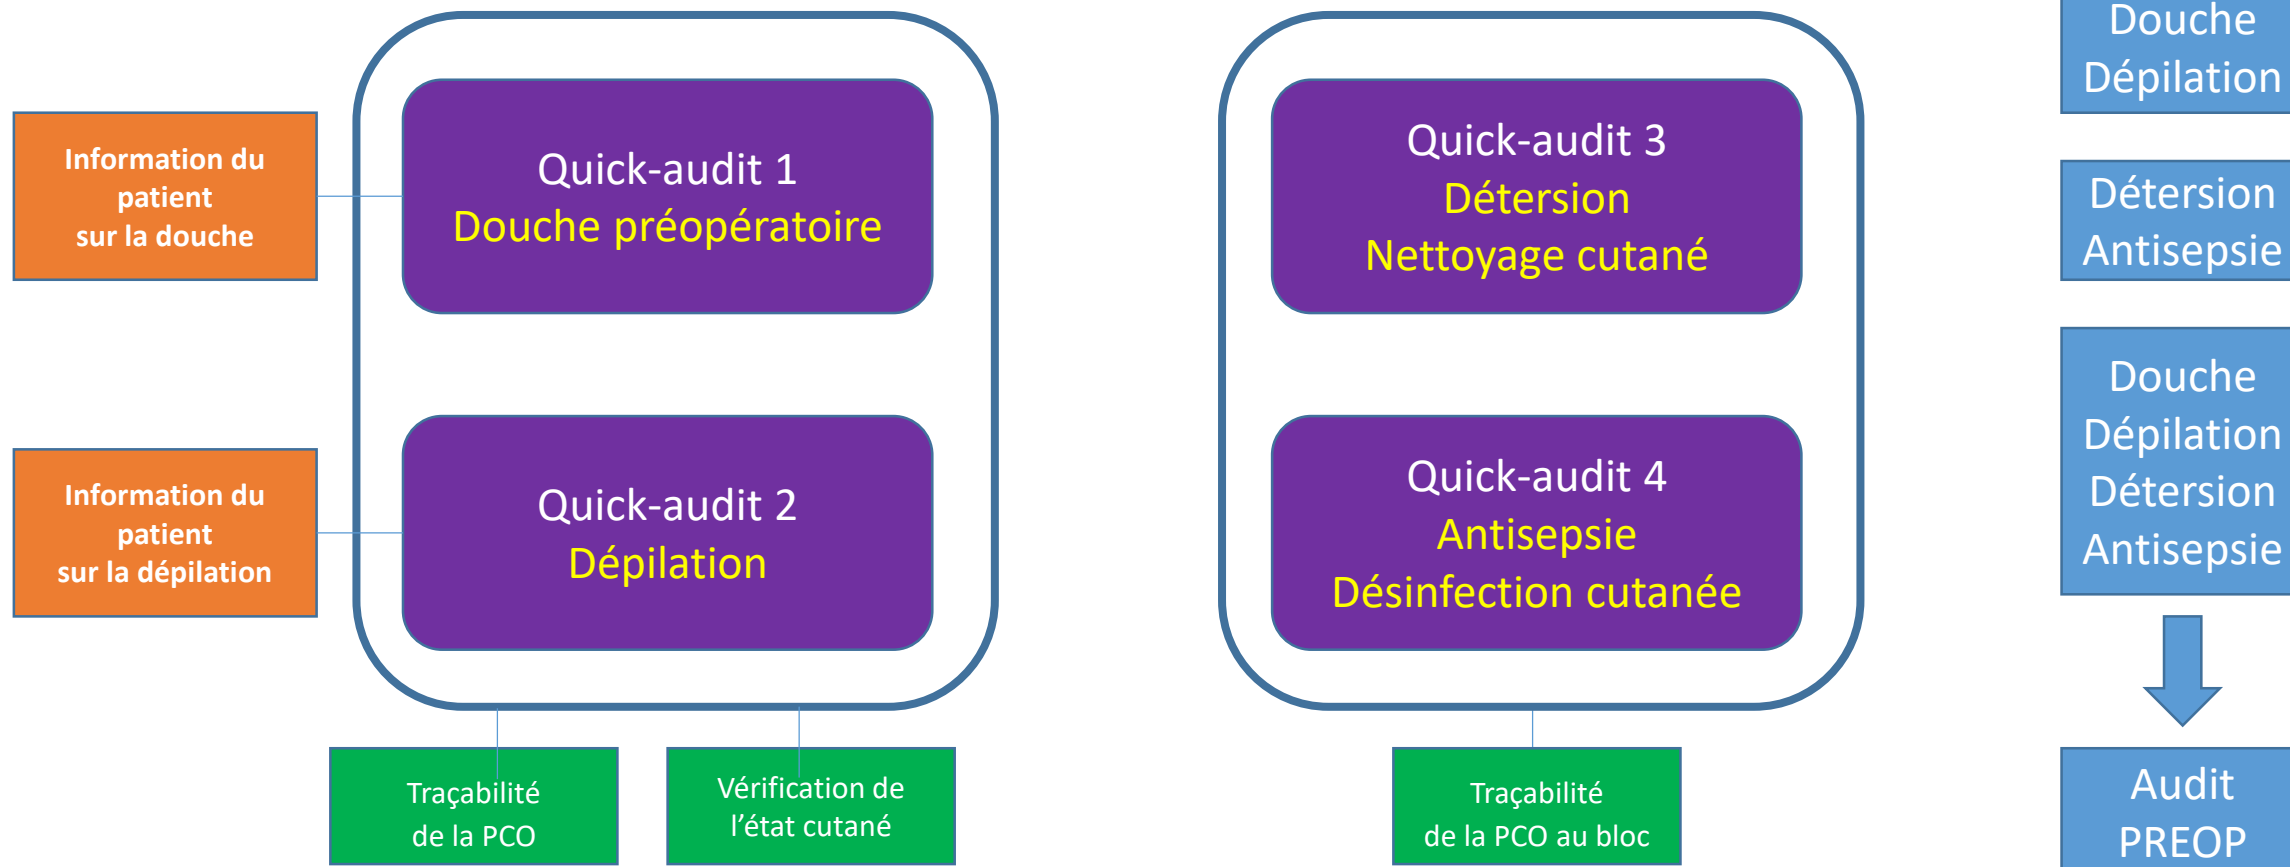 Information du
patient
sur la douche
Quick-audit 1
Douche préopératoire
Information du
patient
sur la dépilation
Quick-audit 2
Dépilation
Traçabilité
de la PCO
Vérification de
l’état cutané
Quick-audit 3
Détersion
Nettoyage cutané
Quick-audit 4
Antisepsie
Désinfection cutanée
Traçabilité
de la PCO au bloc
Douche
Dépilation
Détersion
Antisepsie
Douche
Dépilation
Détersion
Antisepsie
Audit
PREOP